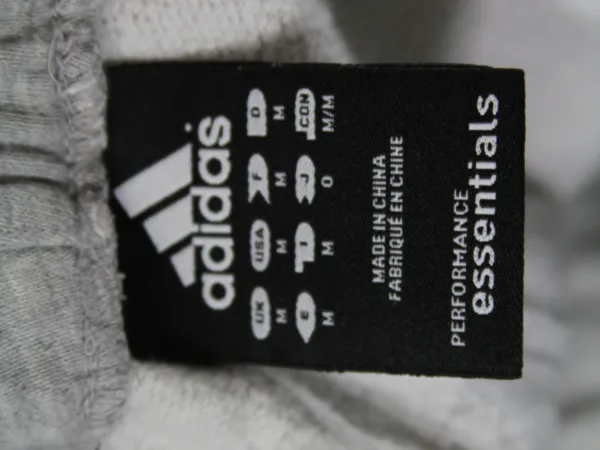 adidas
UK USA F D
M M M M
E I J CON
M M O M/M
MADE IN CHINA
FABRIQUÉ EN CHINE
PERFORMANCE
essentials